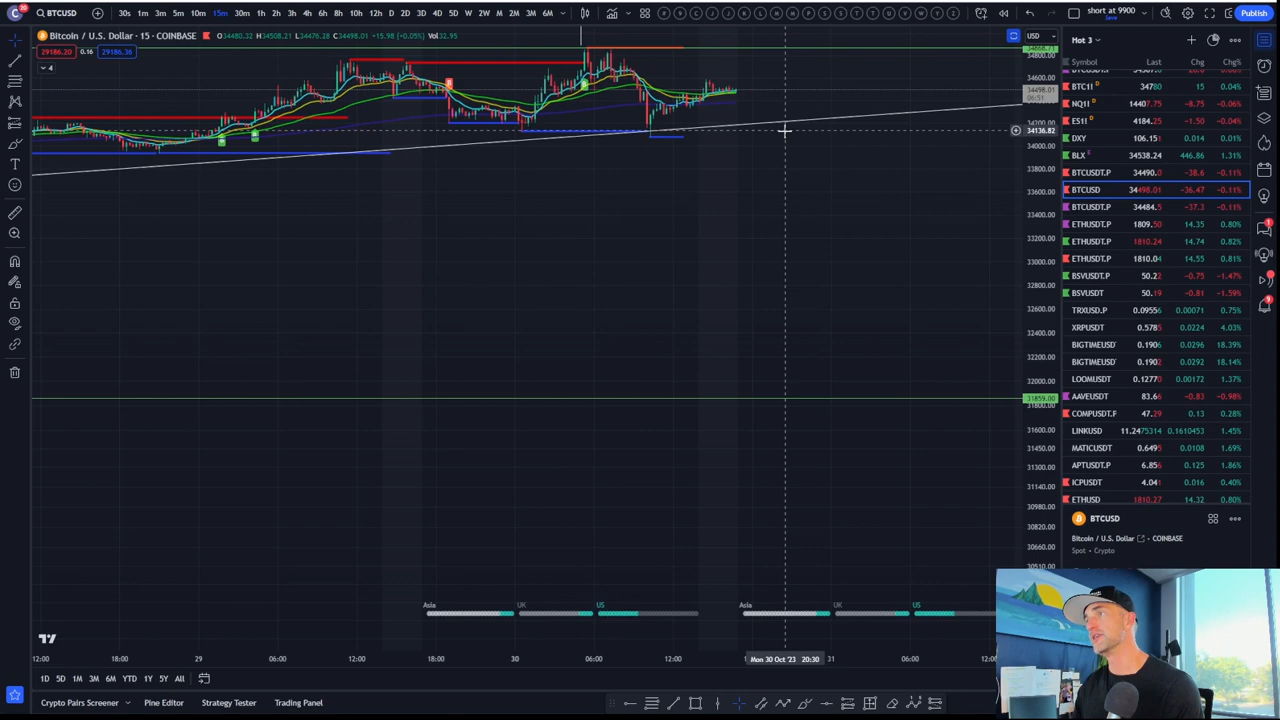 C 20 BTCUSD 30s 1m 3m 5m 10m 15m 30m 1h 2h 3h 4h 6h 8h 10h 12h D 2D 3D 4D 5D W 2W M 2M 3M 6M short at 9900 Publish
Bitcoin / U.S. Dollar · 15 · COINBASE O34480.32 H34508.21 L34476.28 C34498.01 +15.98 (+0.05%) Vol32.95
29186.20 0.16 29186.36
4
USD
34800.00
34600.00
34498.01
06:51
34200.00
34136.82
34000.00
33800.00
33600.00
33400.00
33200.00
33000.00
32800.00
32600.00
32400.00
32200.00
32000.00
31859.00
31800.00
31600.00
31450.00
31300.00
31140.00
30980.00
30820.00
30660.00
30510.00
Asia UK US Asia UK US
12:00 18:00 29 06:00 12:00 18:00 30 06:00 12:00 Mon 30 Oct '23 20:30 31 06:00 12:00
1D 5D 1M 3M 6M YTD 1Y 5Y All
Crypto Pairs Screener Pine Editor Strategy Tester Trading Panel
Hot 3
Symbol Last Chg Chg%
BTC1! D 34780 15 0.04%
NQ1! D 14407.75 −8.75 −0.06%
ES1! D 4184.25 −1.50 −0.04%
DXY 106.151 0.014 0.01%
BLX E 34538.24 446.86 1.31%
BTCUSDT.P 34490.0 −38.6 −0.11%
BTCUSD 34498.01 −36.47 −0.11%
BTCUSDT.P 34484.5 −37.3 −0.11%
ETHUSDT.P 1809.50 14.35 0.80%
ETHUSDT 1810.24 14.74 0.82%
ETHUSDT.P 1810.04 14.55 0.81%
BSVUSDT.P 50.22 −0.75 −1.47%
BSVUSDT 50.19 −0.81 −1.59%
TRXUSD.P 0.09556 0.00071 0.75%
XRPUSDT 0.5785 0.0224 4.03%
BIGTIMEUSD 0.1906 0.0296 18.39%
BIGTIMEUSD 0.1902 0.0292 18.14%
LOOMUSDT 0.12770 0.00172 1.37%
AAVEUSDT 83.66 −0.83 −0.98%
COMPUSDT.P 47.29 0.13 0.28%
LINKUSD 11.2475314 0.1610453 1.45%
MATICUSDT 0.6495 0.0108 1.69%
APTUSDT.P 6.856 0.125 1.86%
ICPUSDT 4.041 0.016 0.40%
ETHUSD 1810.27 14.32 0.80%
BTCUSD
Bitcoin / U.S. Dollar · COINBASE
Spot · Crypto